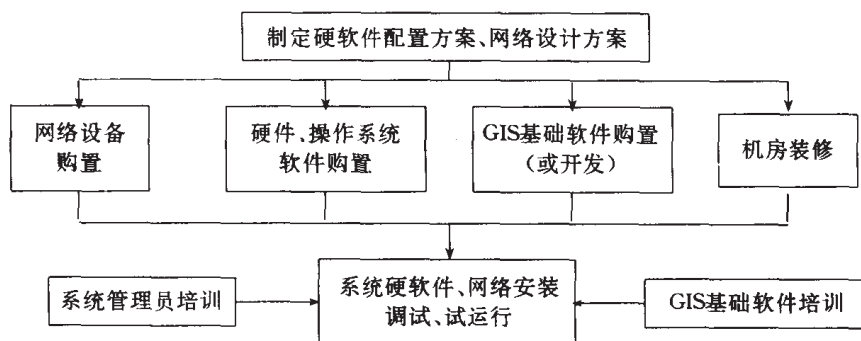 制定硬软件配置方案、网络设计方案
网络设备
购置
硬件、操作系统
软件购置
GIS基础软件购置
（或开发）
机房装修
系统管理员培训
系统硬软件、网络安装
调试、试运行
GIS基础软件培训